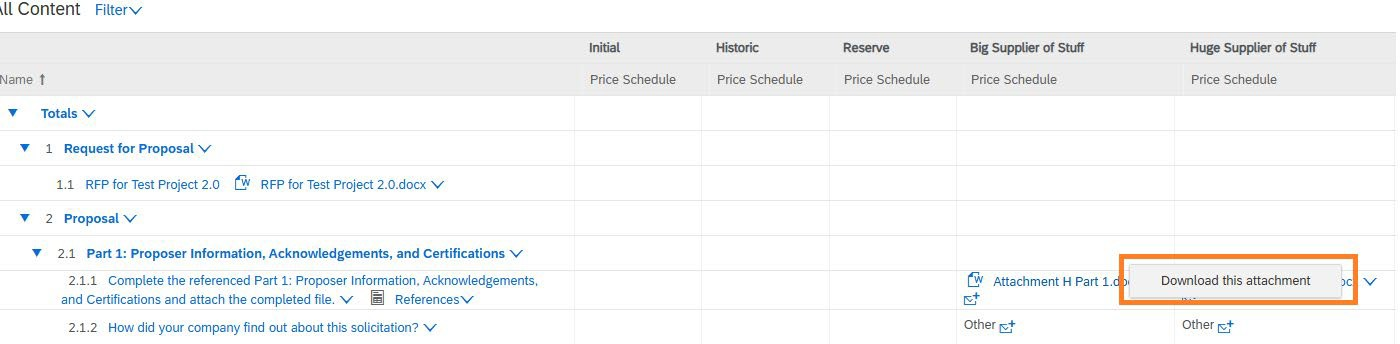 All Content Filter
Initial Historic Reserve Big Supplier of Stuff Huge Supplier of Stuff
Name ↑ Price Schedule Price Schedule Price Schedule Price Schedule Price Schedule
Totals
1 Request for Proposal
1.1 RFP for Test Project 2.0 RFP for Test Project 2.0.docx
2 Proposal
2.1 Part 1: Proposer Information, Acknowledgements, and Certifications
2.1.1 Complete the referenced Part 1: Proposer Information, Acknowledgements, Attachment H Part 1.do Download this attachment
and Certifications and attach the completed file. References
2.1.2 How did your company find out about this solicitation? Other Other